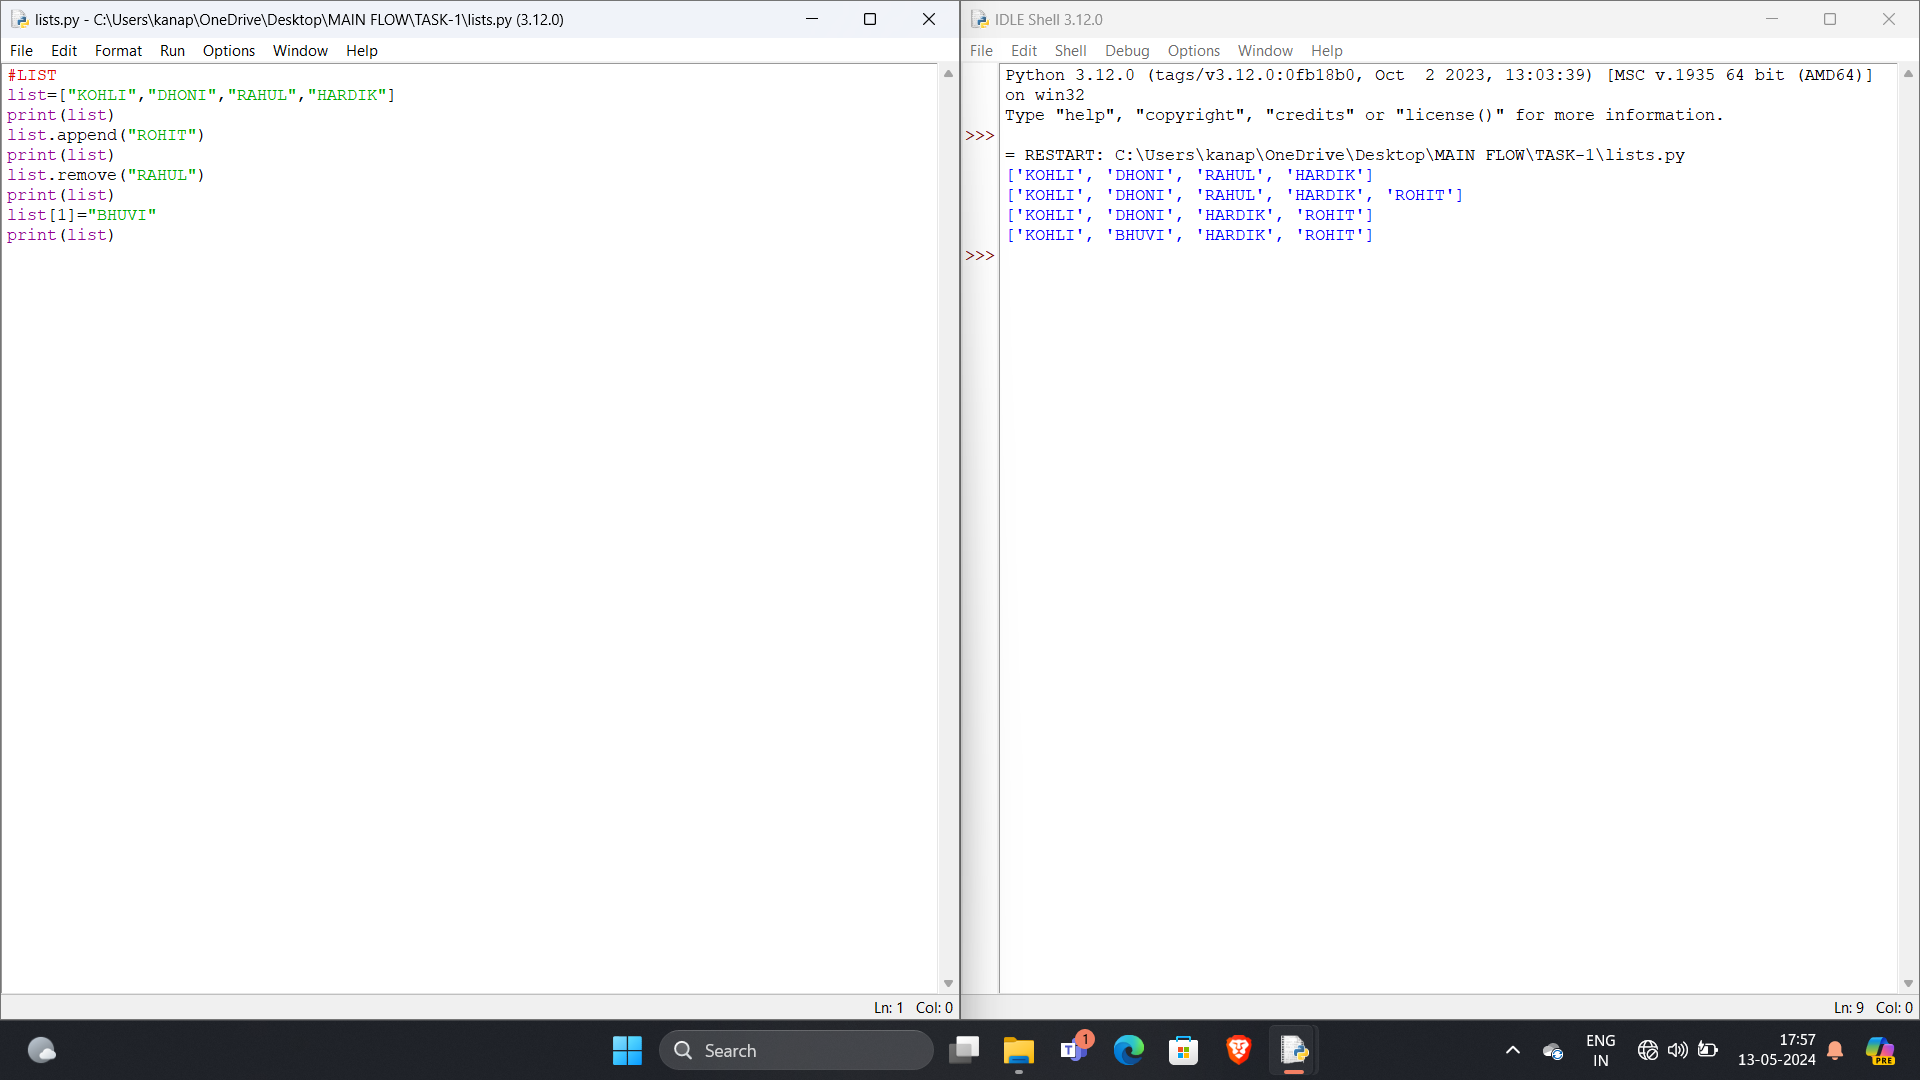 lists.py - C:\Users\kanap\OneDrive\Desktop\MAIN FLOW\TASK-1\lists.py (3.12.0)
File Edit Format Run Options Window Help
#LIST
list=["KOHLI","DHONI","RAHUL","HARDIK"]
print(list)
list.append("ROHIT")
print(list)
list.remove("RAHUL")
print(list)
list[1]="BHUVI"
print(list)
Ln: 1 Col: 0
IDLE Shell 3.12.0
File Edit Shell Debug Options Window Help
Python 3.12.0 (tags/v3.12.0:0fb18b0, Oct  2 2023, 13:03:39) [MSC v.1935 64 bit (AMD64)]
on win32
Type "help", "copyright", "credits" or "license()" for more information.
>>>
= RESTART: C:\Users\kanap\OneDrive\Desktop\MAIN FLOW\TASK-1\lists.py
['KOHLI', 'DHONI', 'RAHUL', 'HARDIK']
['KOHLI', 'DHONI', 'RAHUL', 'HARDIK', 'ROHIT']
['KOHLI', 'DHONI', 'HARDIK', 'ROHIT']
['KOHLI', 'BHUVI', 'HARDIK', 'ROHIT']
>>>
Ln: 9 Col: 0
Search
T
1
ENG
IN
17:57
13-05-2024
PRE